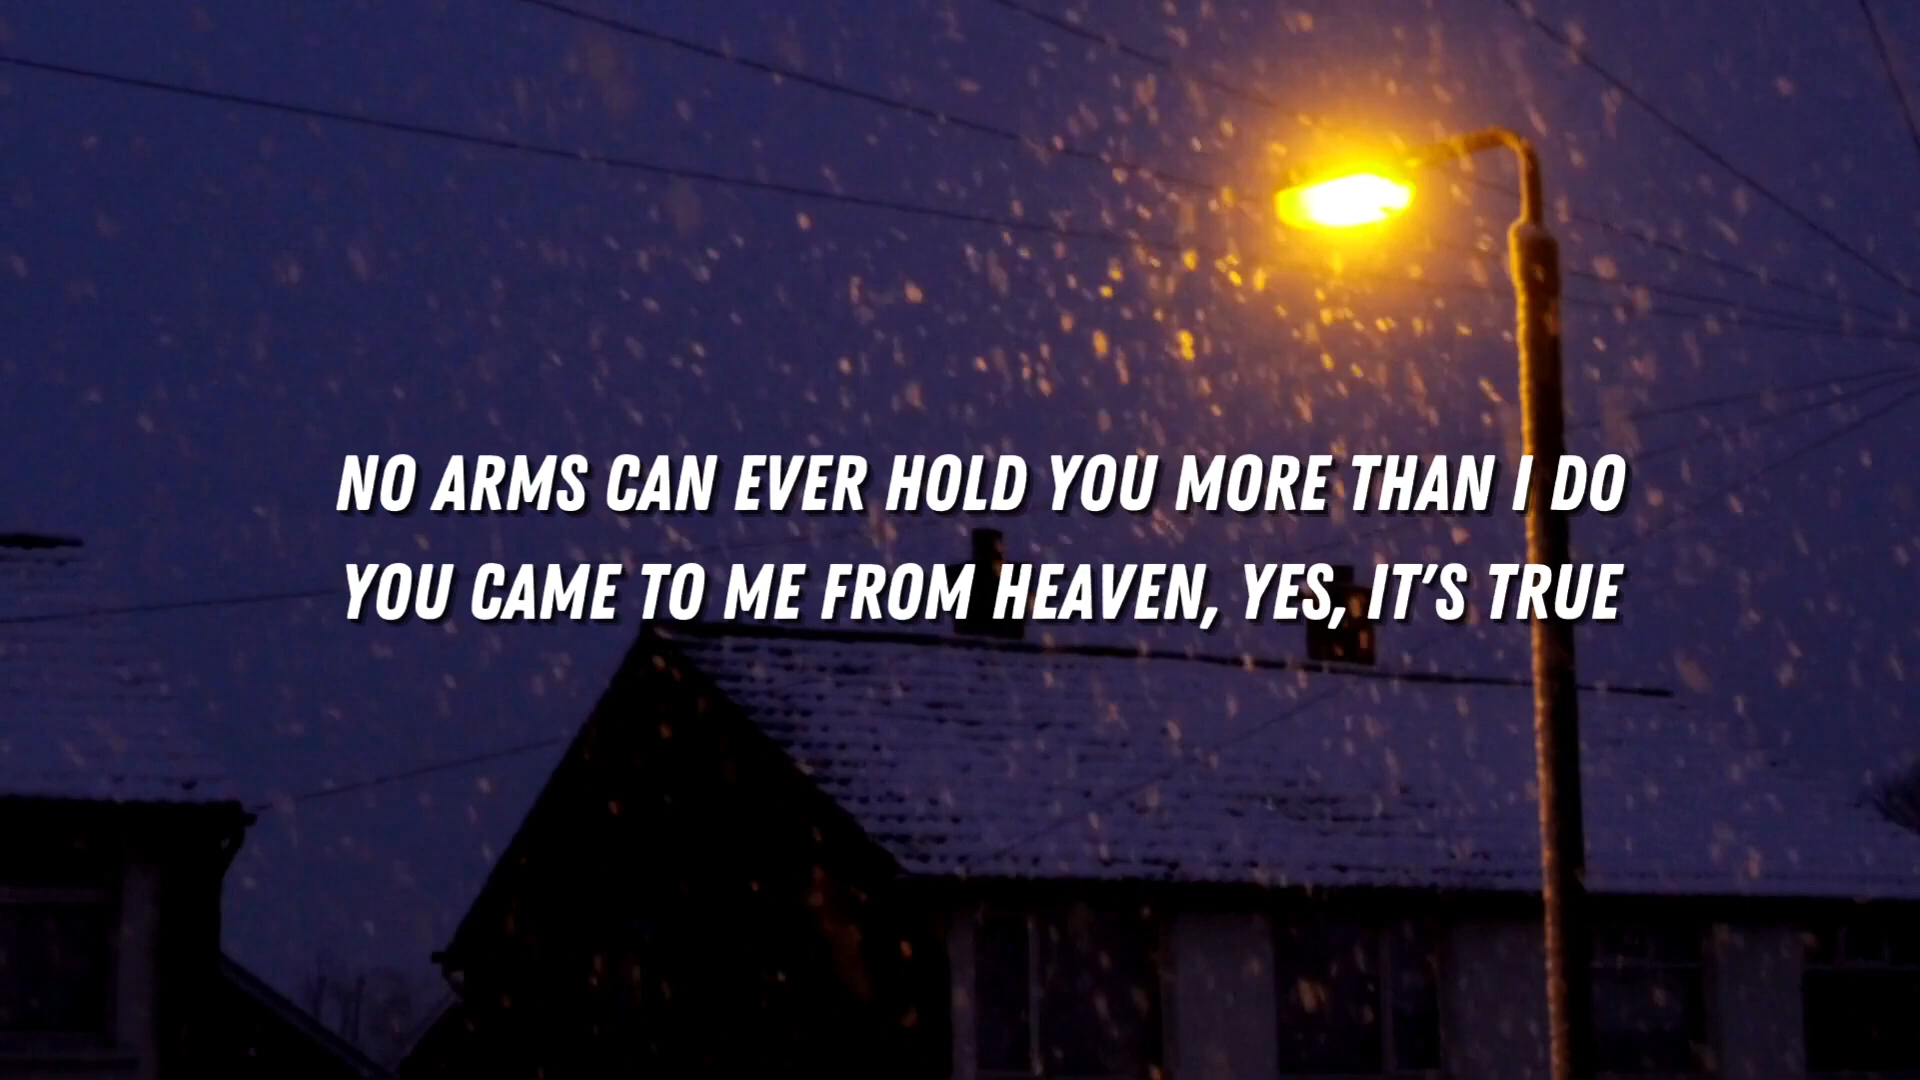 NO ARMS CAN EVER HOLD YOU MORE THAN I DO
YOU CAME TO ME FROM HEAVEN, YES, IT'S TRUE